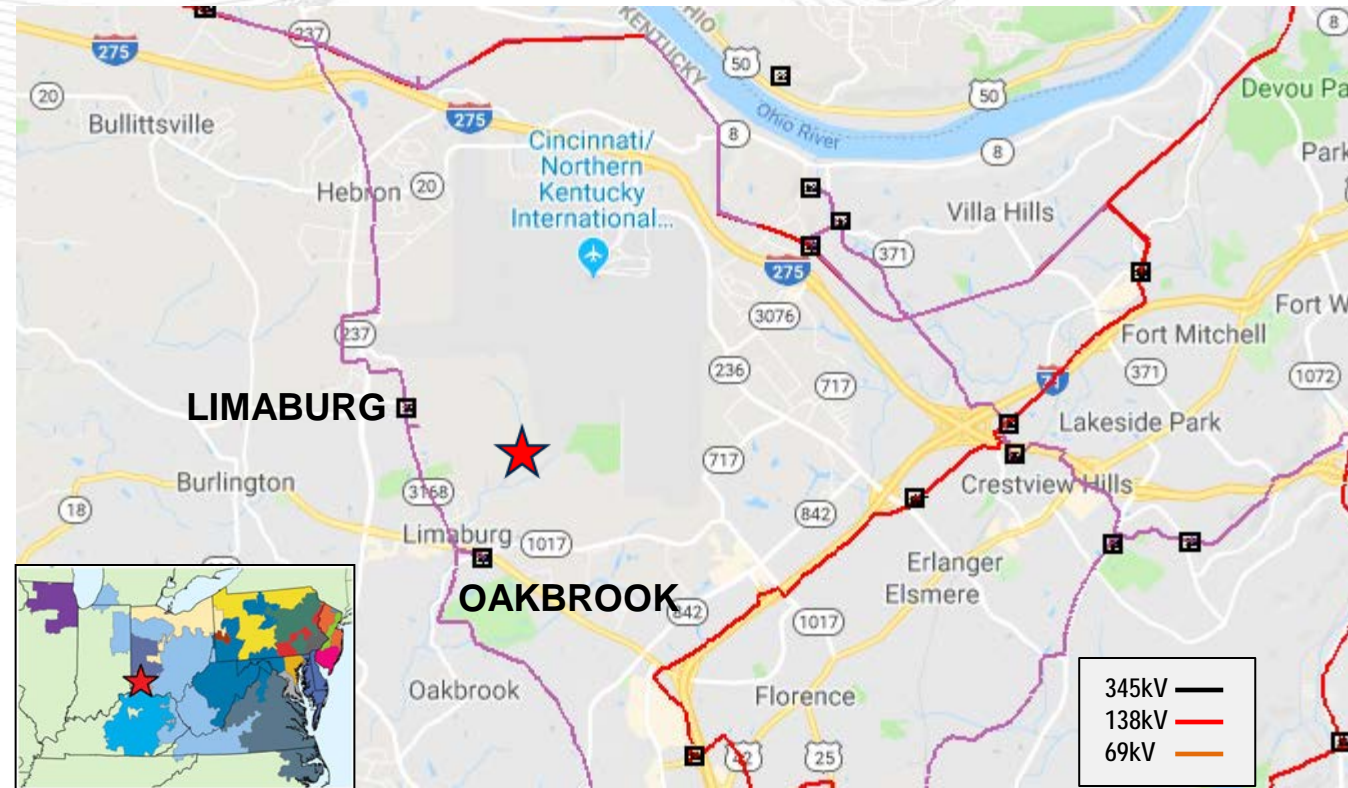 237
275
20
Bullittsville
275
OHIO
KENTUCKY
50
50
8
Ohio River
8
8
Devou Pa
Park
Cincinnati/
Northern
Kentucky
International...
Hebron
20
Villa Hills
371
275
3076
Fort W
Fort Mitchell
237
236
717
71
371
1072
LIMABURG
Lakeside Park
717
Burlington
3168
Crestview Hills
18
842
Limaburg
1017
Erlanger
Elsmere
OAKBROOK
842
1017
Oakbrook
Florence
42
25
345kV
138kV
69kV